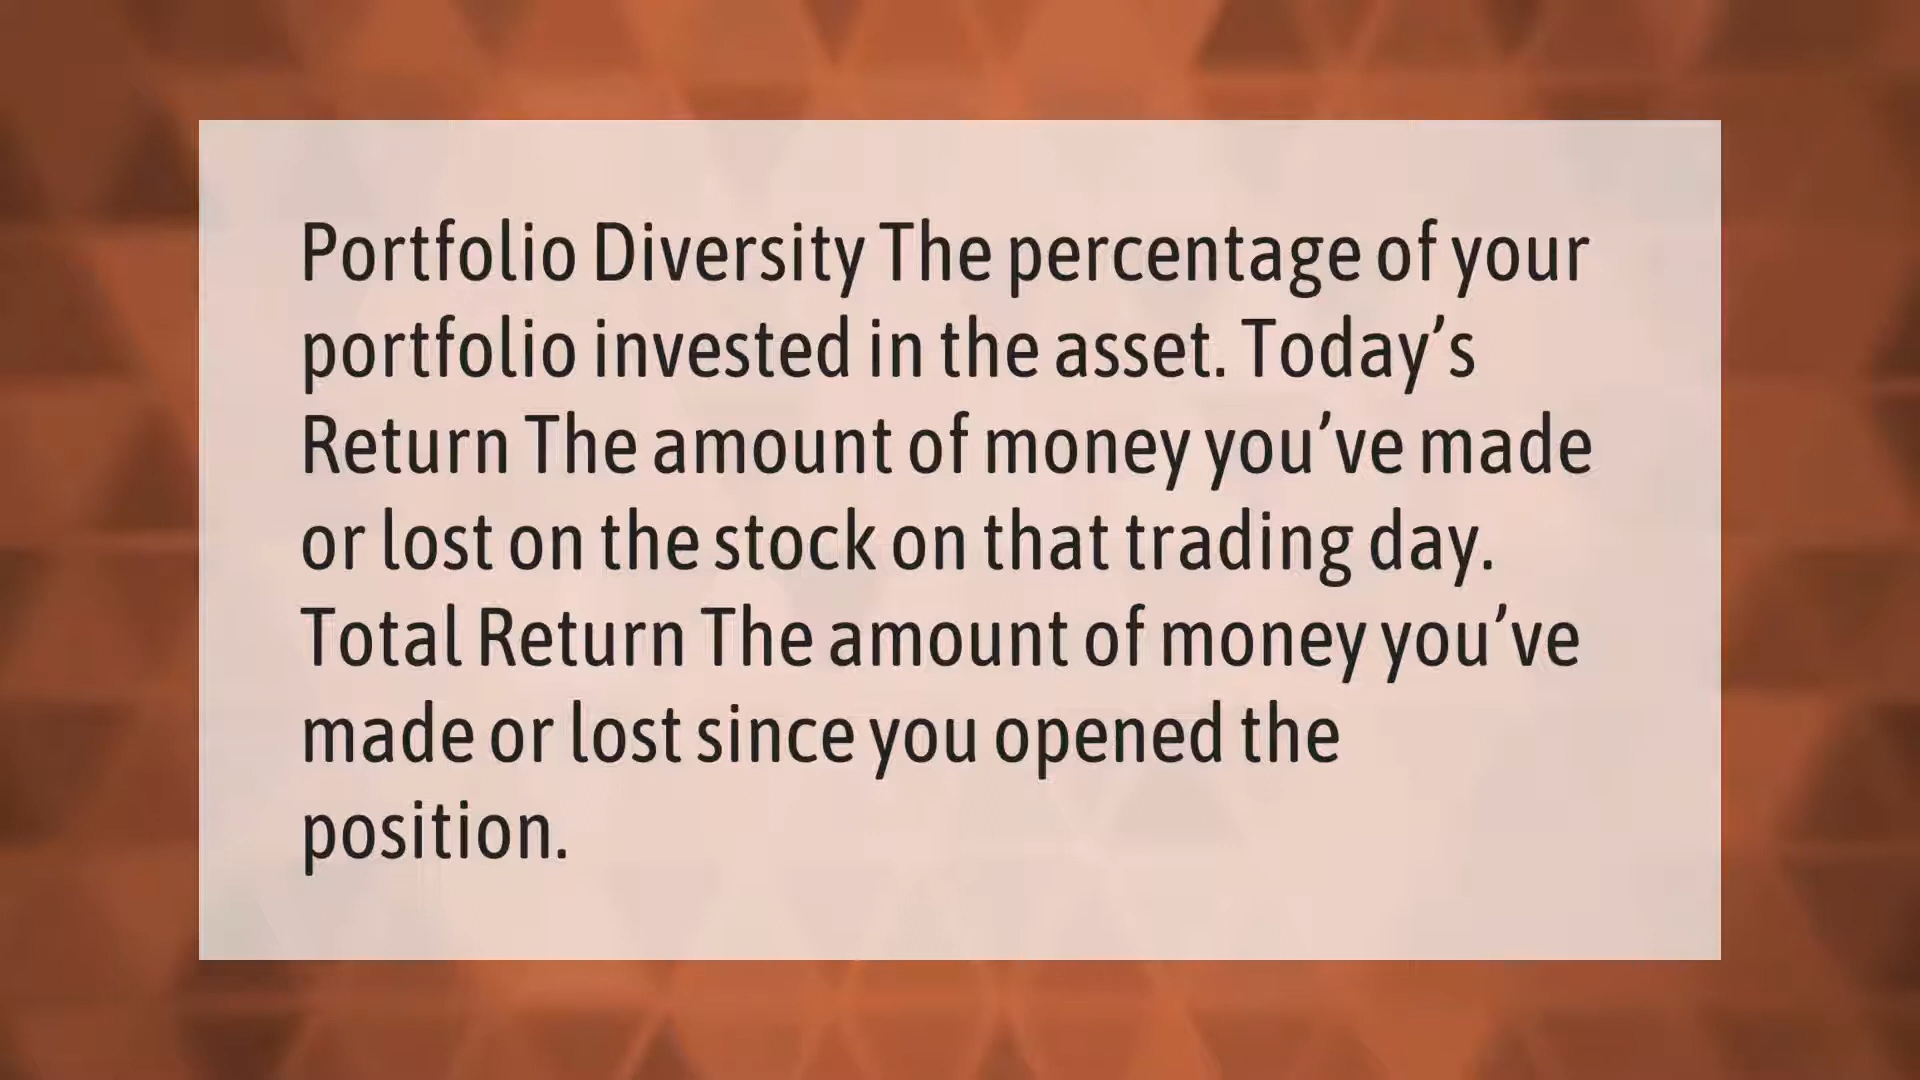 Portfolio Diversity The percentage of your
portfolio invested in the asset. Today’s
Return The amount of money you’ve made
or lost on the stock on that trading day.
Total Return The amount of money you’ve
made or lost since you opened the
position.